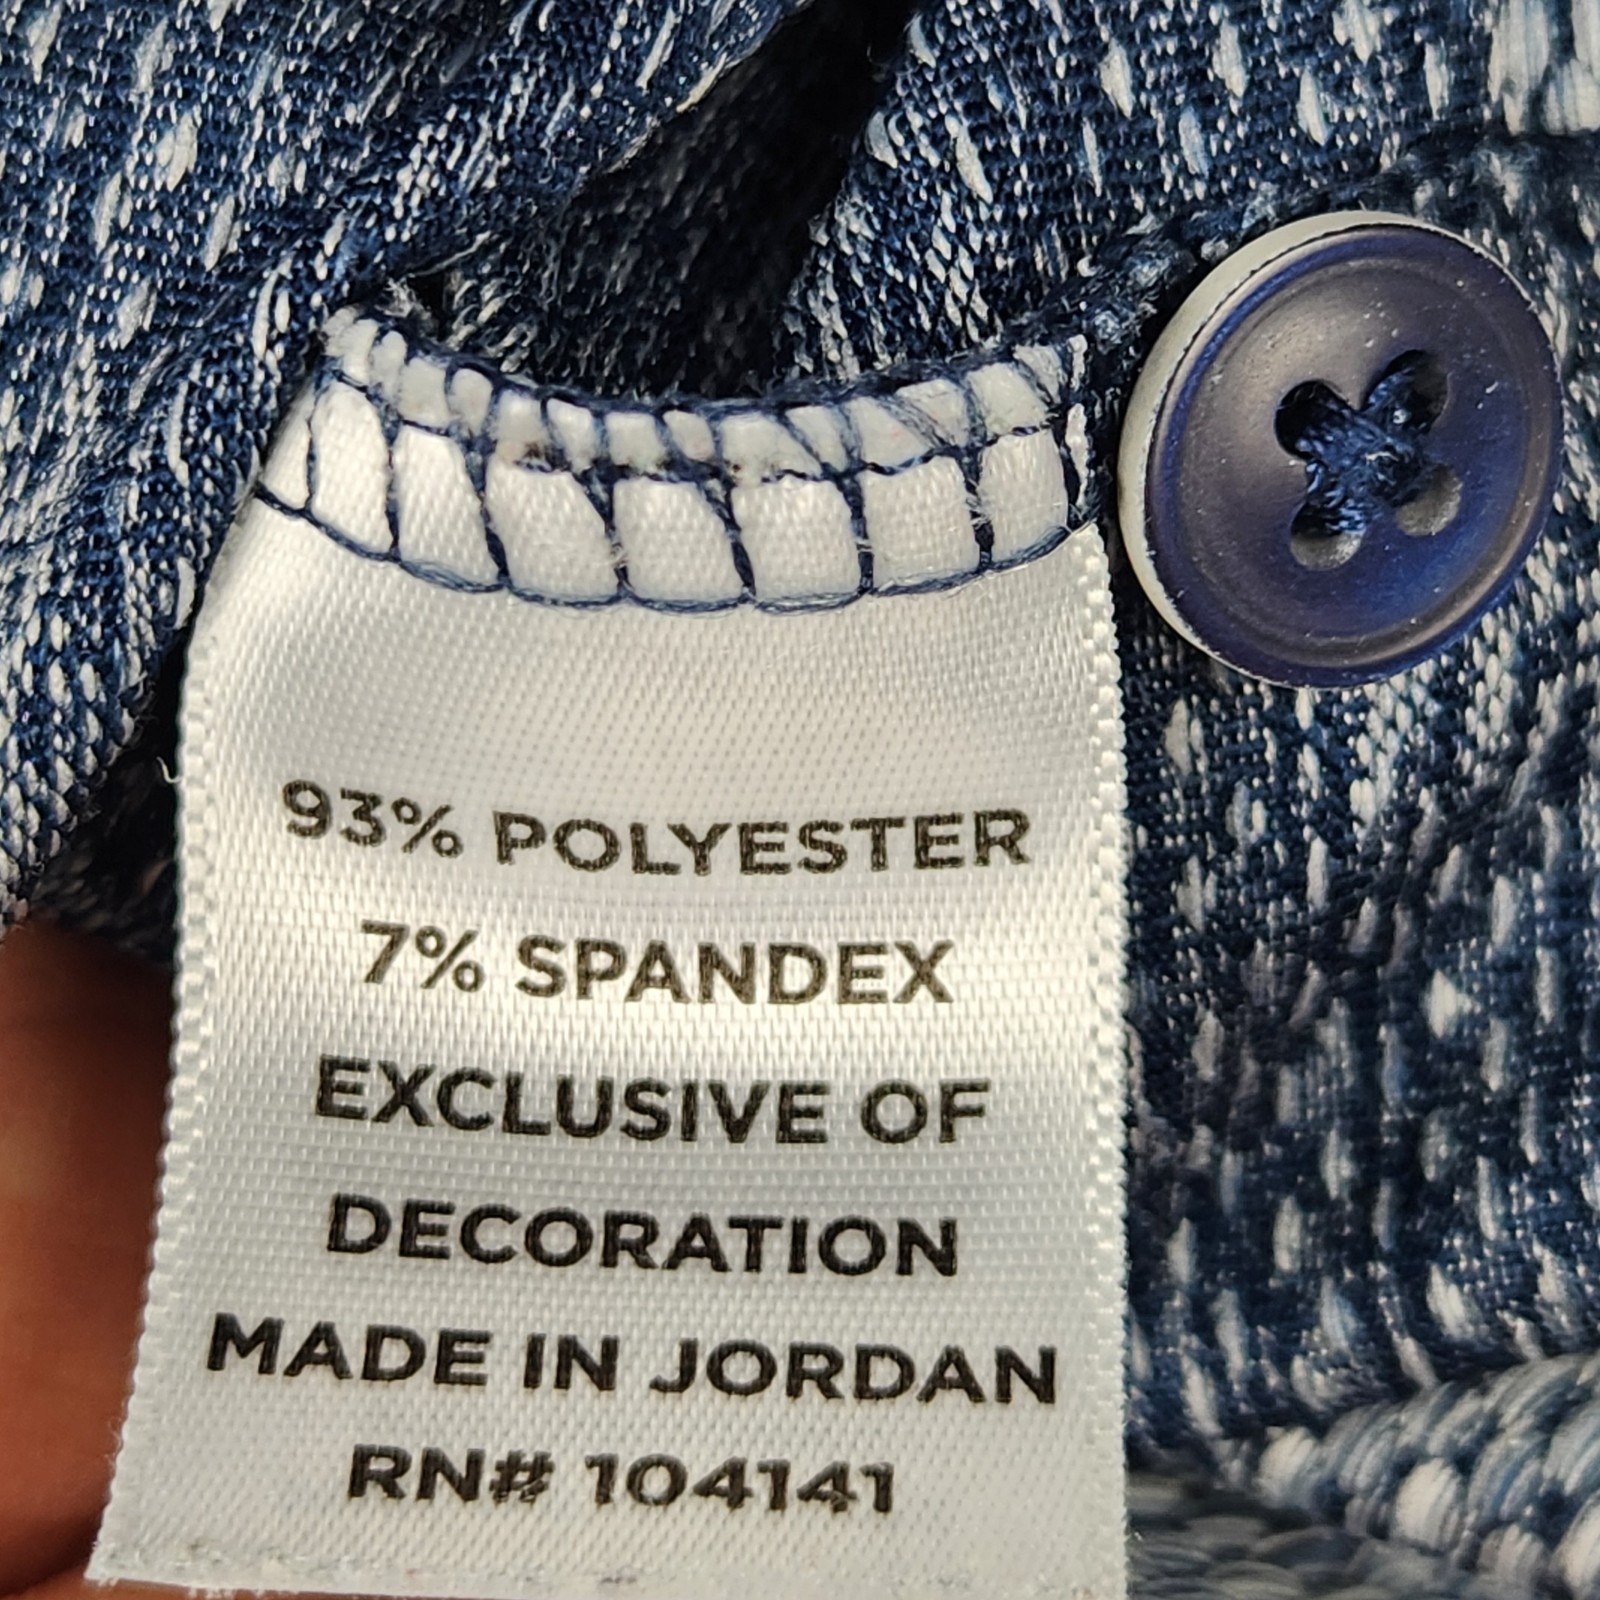 93% POLYESTER
7% SPANDEX
EXCLUSIVE OF
DECORATION
MADE IN JORDAN
RN# 104141